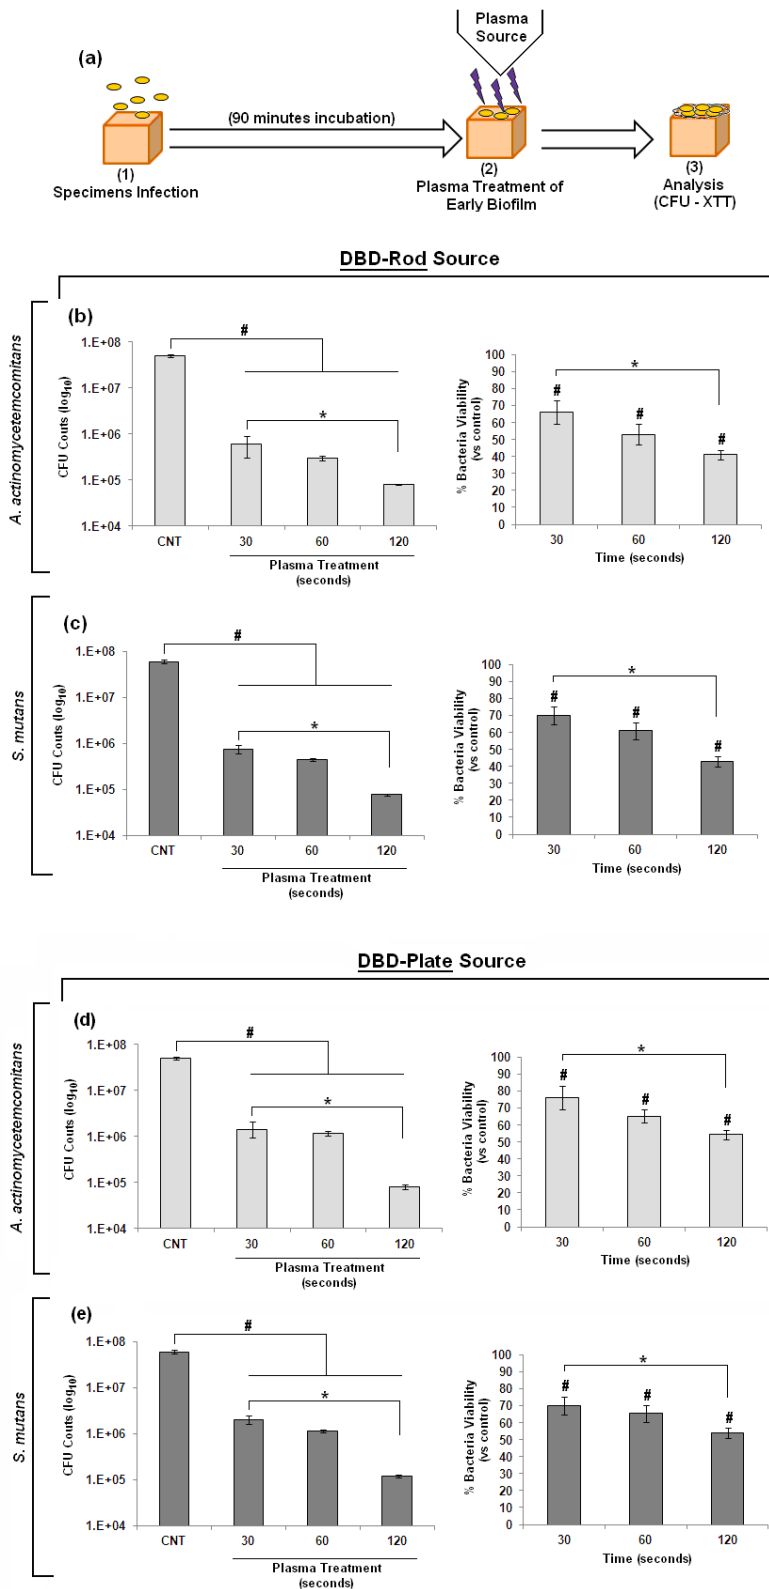 Plasma
Source
(a)
(90 minutes incubation)
(1)
Specimens Infection
(2)
Plasma Treatment of
Early Biofilm
(3)
Analysis
(CFU - XTT)
DBD-Rod Source
A. actinomycetemcomitans
(b)
CFU Couts (log10)
1.E+08
1.E+07
1.E+06
1.E+05
1.E+04
#
*
CNT 30 60 120
Plasma Treatment
(seconds)
% Bacteria Viability
(vs control)
100
90
80
70
60
50
40
30
20
10
0
*
# # #
30 60 120
Time (seconds)
S. mutans
(c)
CFU Couts (log10)
1.E+08
1.E+07
1.E+06
1.E+05
1.E+04
#
*
CNT 30 60 120
Plasma Treatment
(seconds)
% Bacteria Viability
(vs control)
100
90
80
70
60
50
40
30
20
10
0
*
# # #
30 60 120
Time (seconds)
DBD-Plate Source
A. actinomycetemcomitans
(d)
CFU Couts (log10)
1.E+08
1.E+07
1.E+06
1.E+05
1.E+04
#
*
CNT 30 60 120
Plasma Treatment
(seconds)
% Bacteria Viability
(vs control)
100
90
80
70
60
50
40
30
20
10
0
*
# # #
30 60 120
Time (seconds)
S. mutans
(e)
CFU Couts (log10)
1.E+08
1.E+07
1.E+06
1.E+05
1.E+04
#
*
CNT 30 60 120
Plasma Treatment
(seconds)
% Bacteria Viability
(vs control)
100
90
80
70
60
50
40
30
20
10
0
*
# # #
30 60 120
Time (seconds)